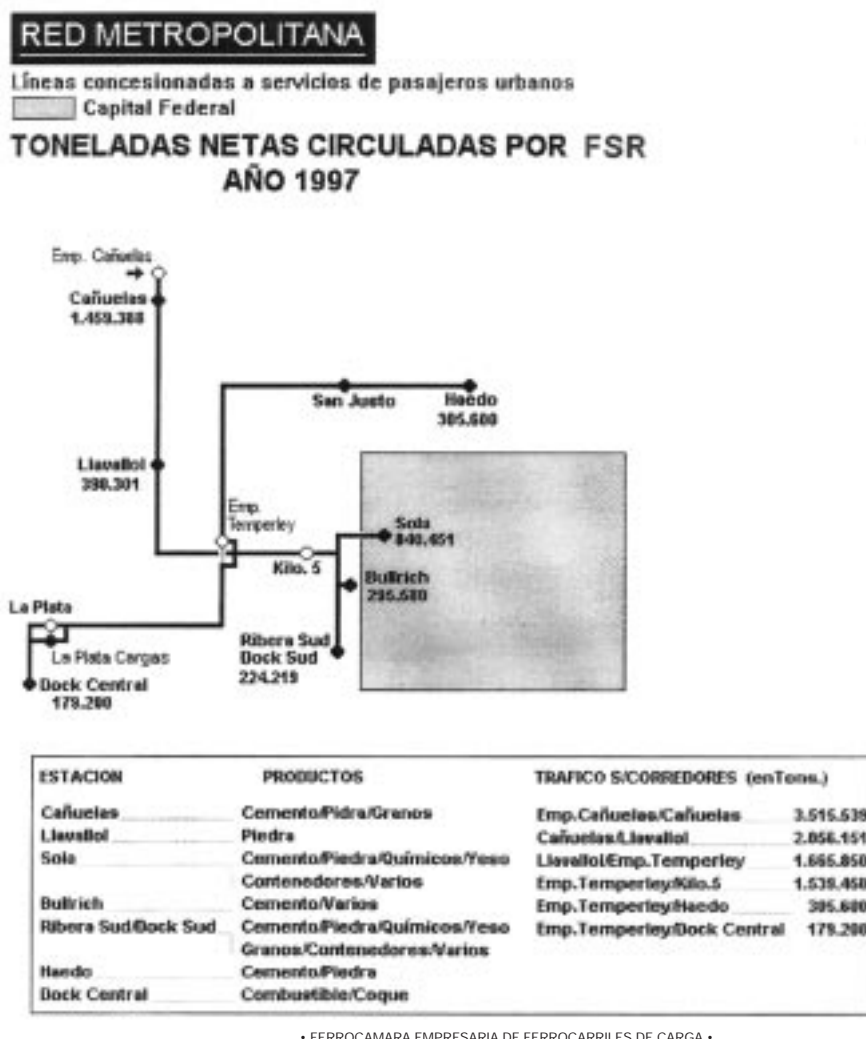 RED METROPOLITANA
Líneas concesionadas a servicios de pasajeros urbanos
Capital Federal
TONELADAS NETAS CIRCULADAS POR FSR
AÑO 1997
Emp. Cañuelas
Cañuelas
1.459.388
San Justo
Haedo
305.600
Llavallol
390.301
Emp.
Temperley
Sola
840.451
Kilo. 5
Bullrich
295.580
La Plata
La Plata Cargas
Ribera Sud
Dock Sud
224.219
Dock Central
179.200
ESTACION PRODUCTOS TRAFICO S/CORREDORES (enTons.)
Cañuelas Cemento/Pidra/Granos Emp.Cañuelas/Cañuelas 3.515.539
Llavallol Piedra Cañuelas/Llavallol 2.056.151
Sola Cemento/Piedra/Químicos/Yeso Llavallol/Emp.Temperley 1.665.850
Contenedores/Varios Emp.Temperley/Kilo.5 1.539.450
Bullrich Cemento/Varios Emp.Temperley/Haedo 305.600
Ribera Sud/Dock Sud Cemento/Piedra/Químicos/Yeso Emp.Temperley/Dock Central 179.200
Granos/Contenedores/Varios
Haedo Cemento/Piedra
Dock Central Combustible/Coque
• FERROCAMARA EMPRESARIA DE FERROCARRILES DE CARGA •